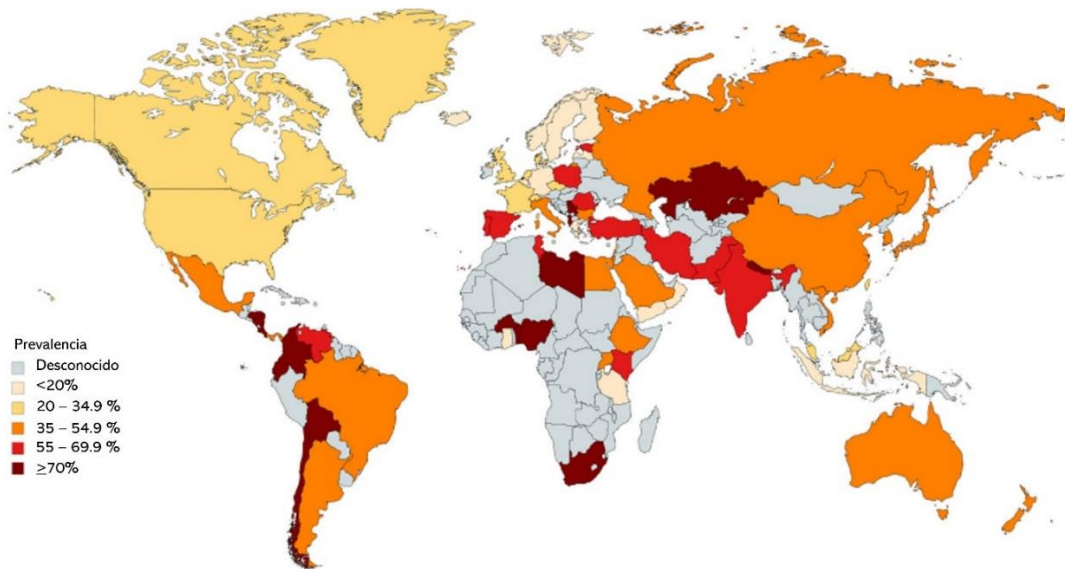 Prevalencia
Desconocido
<20%
20 – 34.9 %
35 – 54.9 %
55 – 69.9 %
≥70%